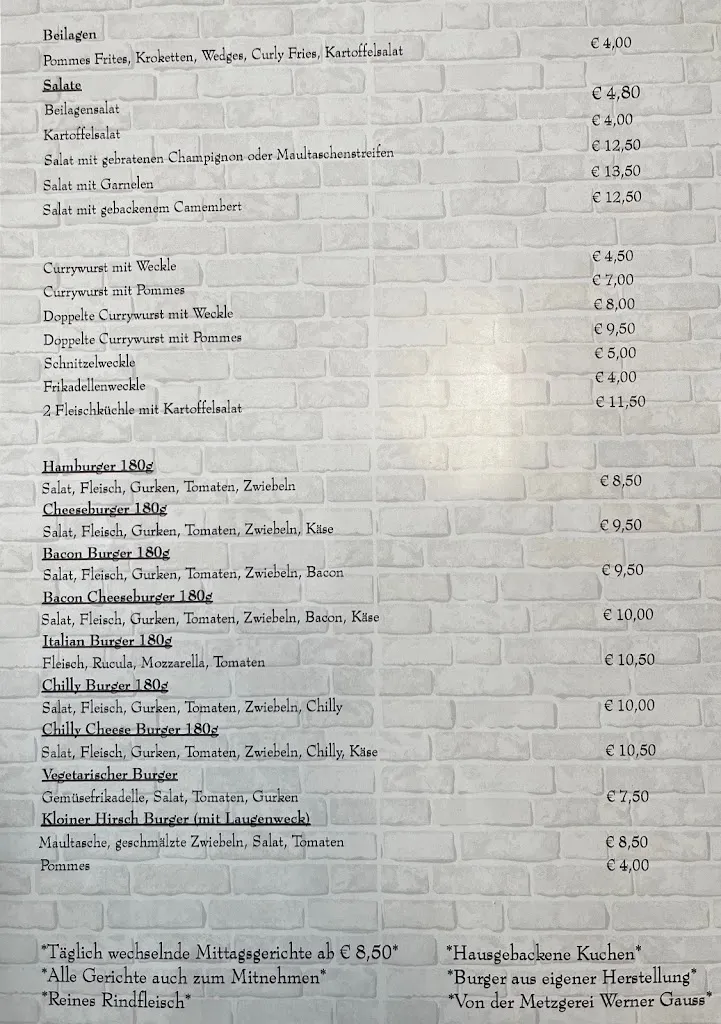 Beilagen
Pommes Frites, Kroketten, Wedges, Curly Fries, Kartoffelsalat € 4,00
Salate
Beilagensalat € 4,80
Kartoffelsalat € 4,00
Salat mit gebratenen Champignon oder Maultaschenstreifen € 12,50
Salat mit Garnelen € 13,50
Salat mit gebackenem Camembert € 12,50
Currywurst mit Weckle € 4,50
Currywurst mit Pommes € 7,00
Doppelte Currywurst mit Weckle € 8,00
Doppelte Currywurst mit Pommes € 9,50
Schnitzelweckle € 5,00
Frikadellenweckle € 4,00
2 Fleischküchle mit Kartoffelsalat € 11,50
Hamburger 180g
Salat, Fleisch, Gurken, Tomaten, Zwiebeln € 8,50
Cheeseburger 180g
Salat, Fleisch, Gurken, Tomaten, Zwiebeln, Käse € 9,50
Bacon Burger 180g
Salat, Fleisch, Gurken, Tomaten, Zwiebeln, Bacon € 9,50
Bacon Cheeseburger 180g
Salat, Fleisch, Gurken, Tomaten, Zwiebeln, Bacon, Käse € 10,00
Italian Burger 180g
Fleisch, Rucula, Mozzarella, Tomaten € 10,50
Chilly Burger 180g
Salat, Fleisch, Gurken, Tomaten, Zwiebeln, Chilly € 10,00
Chilly Cheese Burger 180g
Salat, Fleisch, Gurken, Tomaten, Zwiebeln, Chilly, Käse € 10,50
Vegetarischer Burger
Gemüsefrikadelle, Salat, Tomaten, Gurken € 7,50
Kloiner Hirsch Burger (mit Laugenweck)
Maultasche, geschmälzte Zwiebeln, Salat, Tomaten € 8,50
Pommes € 4,00
*Täglich wechselnde Mittagsgerichte ab € 8,50* *Hausgebackene Kuchen*
*Alle Gerichte auch zum Mitnehmen* *Burger aus eigener Herstellung*
*Reines Rindfleisch* *Von der Metzgerei Werner Gauss*